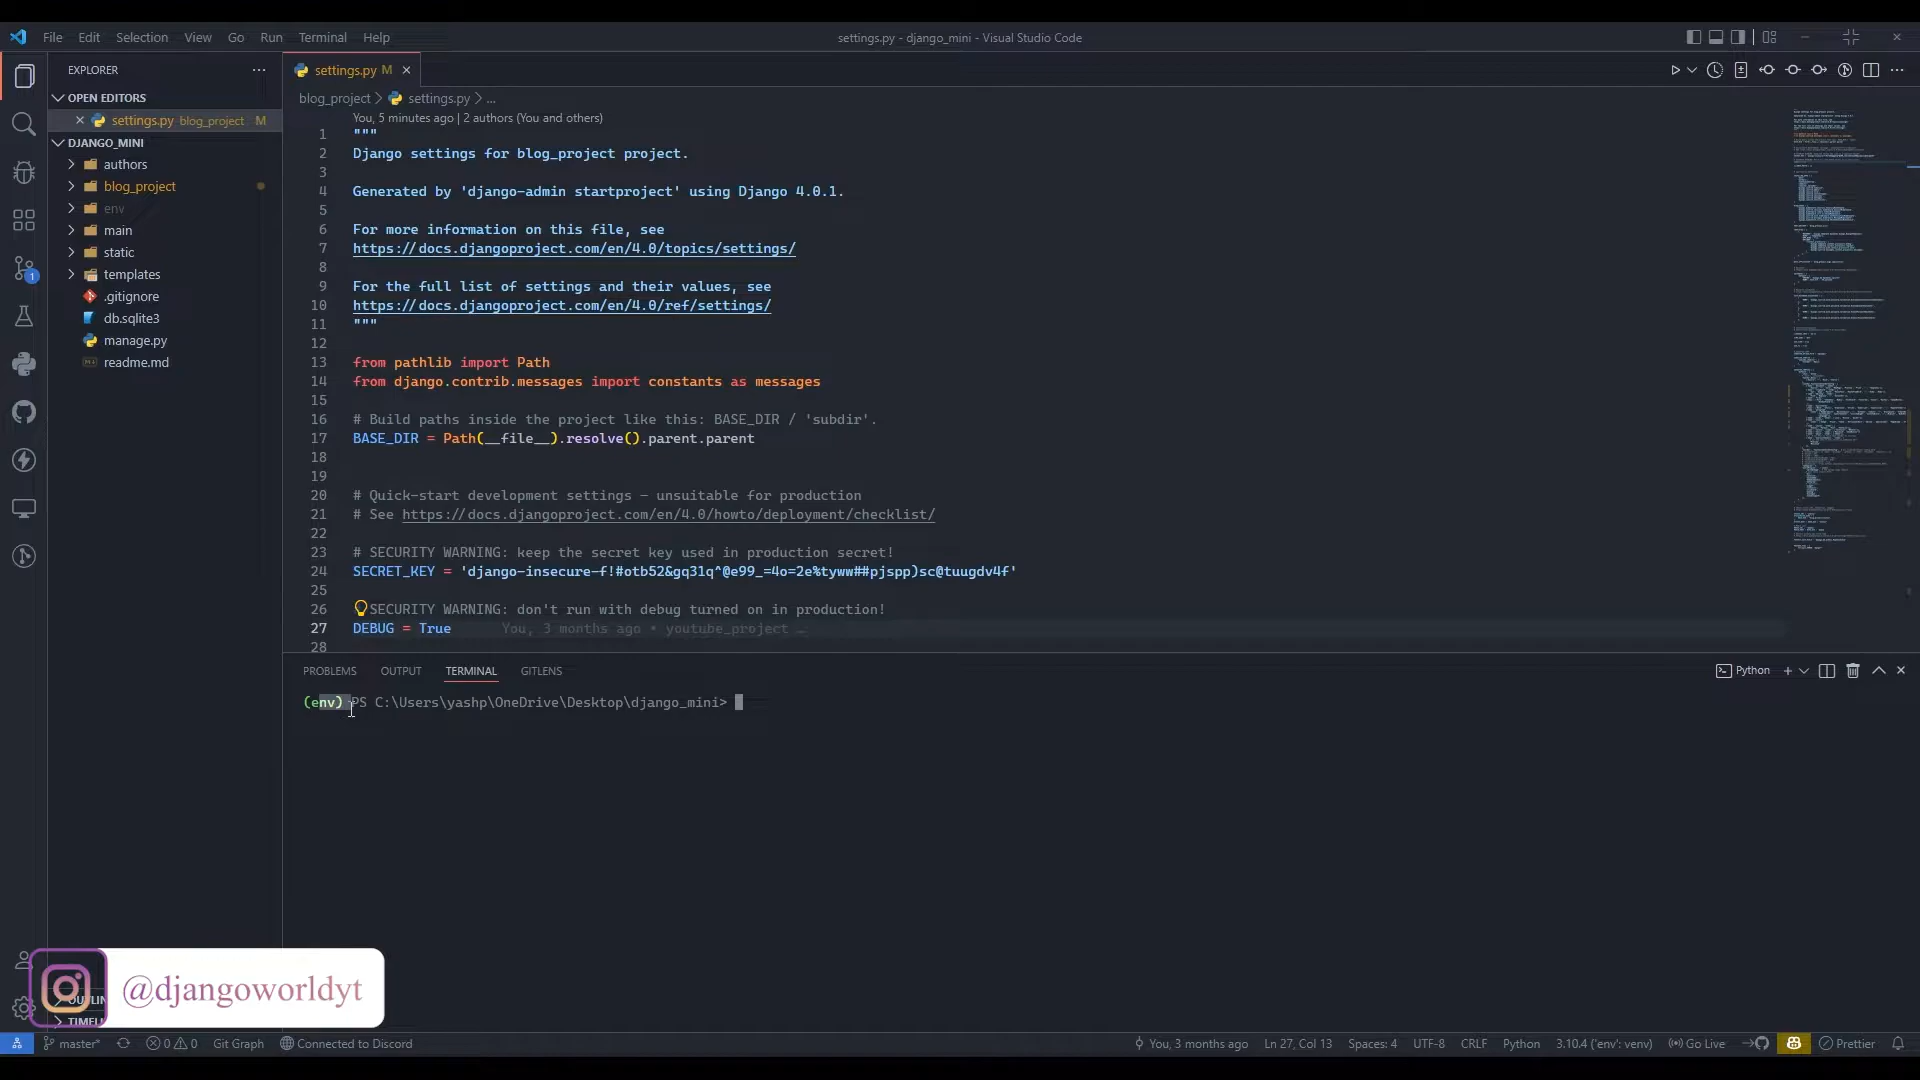 File Edit Selection View Go Run Terminal Help
settings.py - django_mini - Visual Studio Code
EXPLORER
OPEN EDITORS
settings.py blog_project M
DJANGO_MINI
authors
blog_project
env
main
static
templates
.gitignore
db.sqlite3
manage.py
readme.md
settings.py M
blog_project > settings.py > ...
You, 5 minutes ago | 2 authors (You and others)
1 """
2 Django settings for blog_project project.
3
4 Generated by 'django-admin startproject' using Django 4.0.1.
5
6 For more information on this file, see
7 https://docs.djangoproject.com/en/4.0/topics/settings/
8
9 For the full list of settings and their values, see
10 https://docs.djangoproject.com/en/4.0/ref/settings/
11 """
12
13 from pathlib import Path
14 from django.contrib.messages import constants as messages
15
16 # Build paths inside the project like this: BASE_DIR / 'subdir'.
17 BASE_DIR = Path(__file__).resolve().parent.parent
18
19
20 # Quick-start development settings - unsuitable for production
21 # See https://docs.djangoproject.com/en/4.0/howto/deployment/checklist/
22
23 # SECURITY WARNING: keep the secret key used in production secret!
24 SECRET_KEY = 'django-insecure-f!#otb52&gq31q^@e99_=4o=2e%tyww##pjspp)sc@tuugdv4f'
25
26 SECURITY WARNING: don't run with debug turned on in production!
27 DEBUG = True You, 3 months ago • youtube_project …
28
PROBLEMS OUTPUT TERMINAL GITLENS
Python
(env) PS C:\Users\yashp\OneDrive\Desktop\django_mini>
1
@djangoworldyt
OUTLIN
TIMEL
master* 0 0 Git Graph Connected to Discord
You, 3 months ago Ln 27, Col 13 Spaces: 4 UTF-8 CRLF Python 3.10.4 ('env': venv) Go Live Prettier